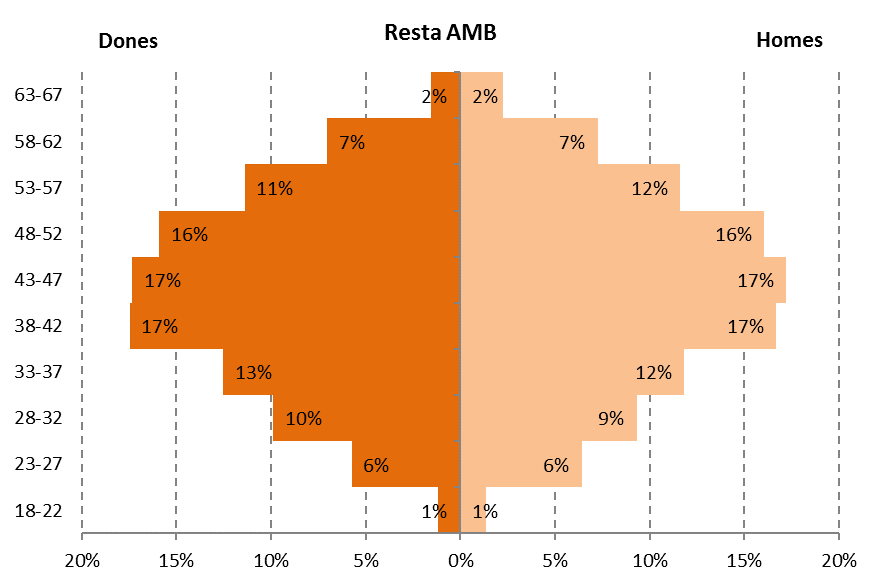 Dones Resta AMB Homes
63-67 2% 2%
58-62 7% 7%
53-57 11% 12%
48-52 16% 16%
43-47 17% 17%
38-42 17% 17%
33-37 13% 12%
28-32 10% 9%
23-27 6% 6%
18-22 1% 1%
20% 15% 10% 5% 0% 5% 10% 15% 20%